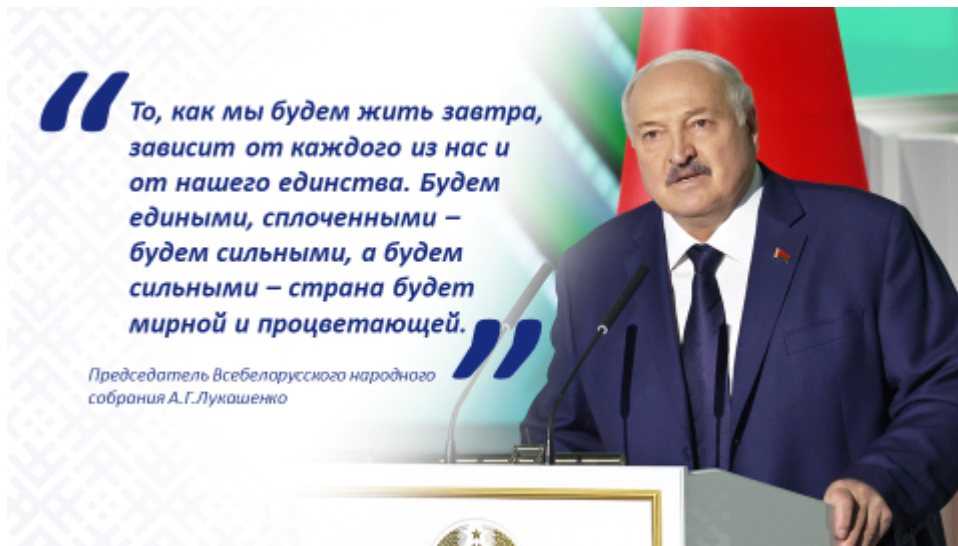 “
То, как мы будем жить завтра,
зависит от каждого из нас и
от нашего единства. Будем
едиными, сплоченными –
будем сильными, а будем
сильными – страна будет
мирной и процветающей.
”
Председатель Всебелорусского народного
собрания А.Г.Лукашенко